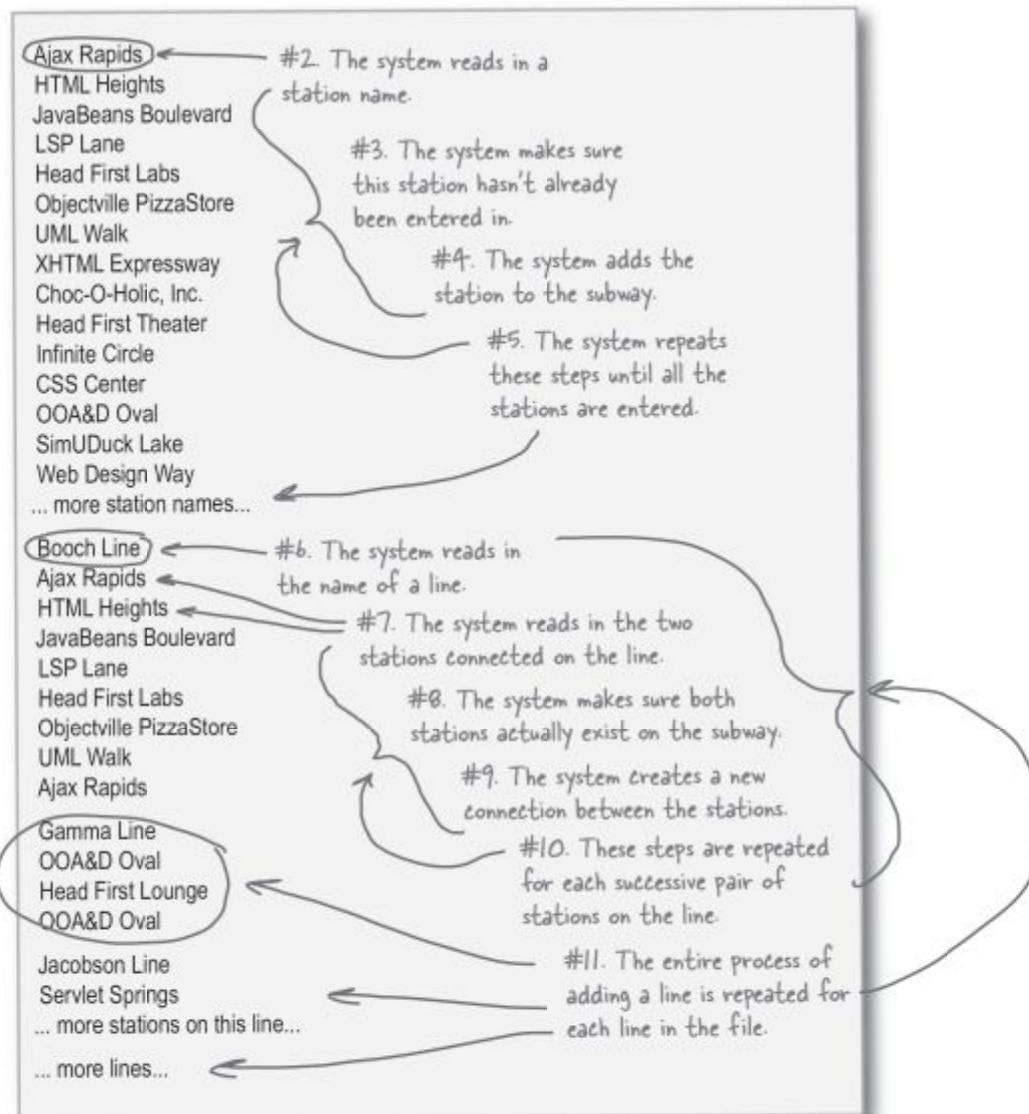 Ajax Rapids
HTML Heights
JavaBeans Boulevard
LSP Lane
Head First Labs
Objectville PizzaStore
UML Walk
XHTML Expressway
Choc-O-Holic, Inc.
Head First Theater
Infinite Circle
CSS Center
OOA&D Oval
SimUDuck Lake
Web Design Way
... more station names...
#2. The system reads in a
station name.
#3. The system makes sure
this station hasn't already
been entered in.
#4. The system adds the
station to the subway.
#5. The system repeats
these steps until all the
stations are entered.
Booch Line
Ajax Rapids
HTML Heights
JavaBeans Boulevard
LSP Lane
Head First Labs
Objectville PizzaStore
UML Walk
Ajax Rapids
#6. The system reads in
the name of a line.
#7. The system reads in the two
stations connected on the line.
#8. The system makes sure both
stations actually exist on the subway.
#9. The system creates a new
connection between the stations.
#10. These steps are repeated
for each successive pair of
stations on the line.
Gamma Line
OOA&D Oval
Head First Lounge
OOA&D Oval
Jacobson Line
Servlet Springs
... more stations on this line...
... more lines...
#11. The entire process of
adding a line is repeated for
each line in the file.